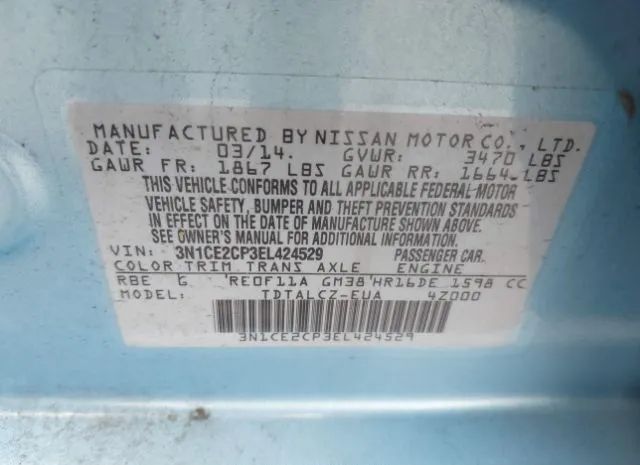 MANUFACTURED BY NISSAN MOTOR CO., LTD.
DATE: 03/14. GVWR: 3470 LBS
GAWR FR: 1867 LBS GAWR RR: 1664 LBS
THIS VEHICLE CONFORMS TO ALL APPLICABLE FEDERAL MOTOR
VEHICLE SAFETY, BUMPER AND THEFT PREVENTION STANDARDS
IN EFFECT ON THE DATE OF MANUFACTURE SHOWN ABOVE.
SEE OWNER'S MANUAL FOR ADDITIONAL INFORMATION.
VIN: 3N1CE2CP3EL424529 PASSENGER CAR.
COLOR TRIM TRANS AXLE ENGINE
RBE G RE0F11A GM38 HR16DE 1598 CC
MODEL: TDTALCZ-EUA 4Z000
3N1CE2CP3EL424529